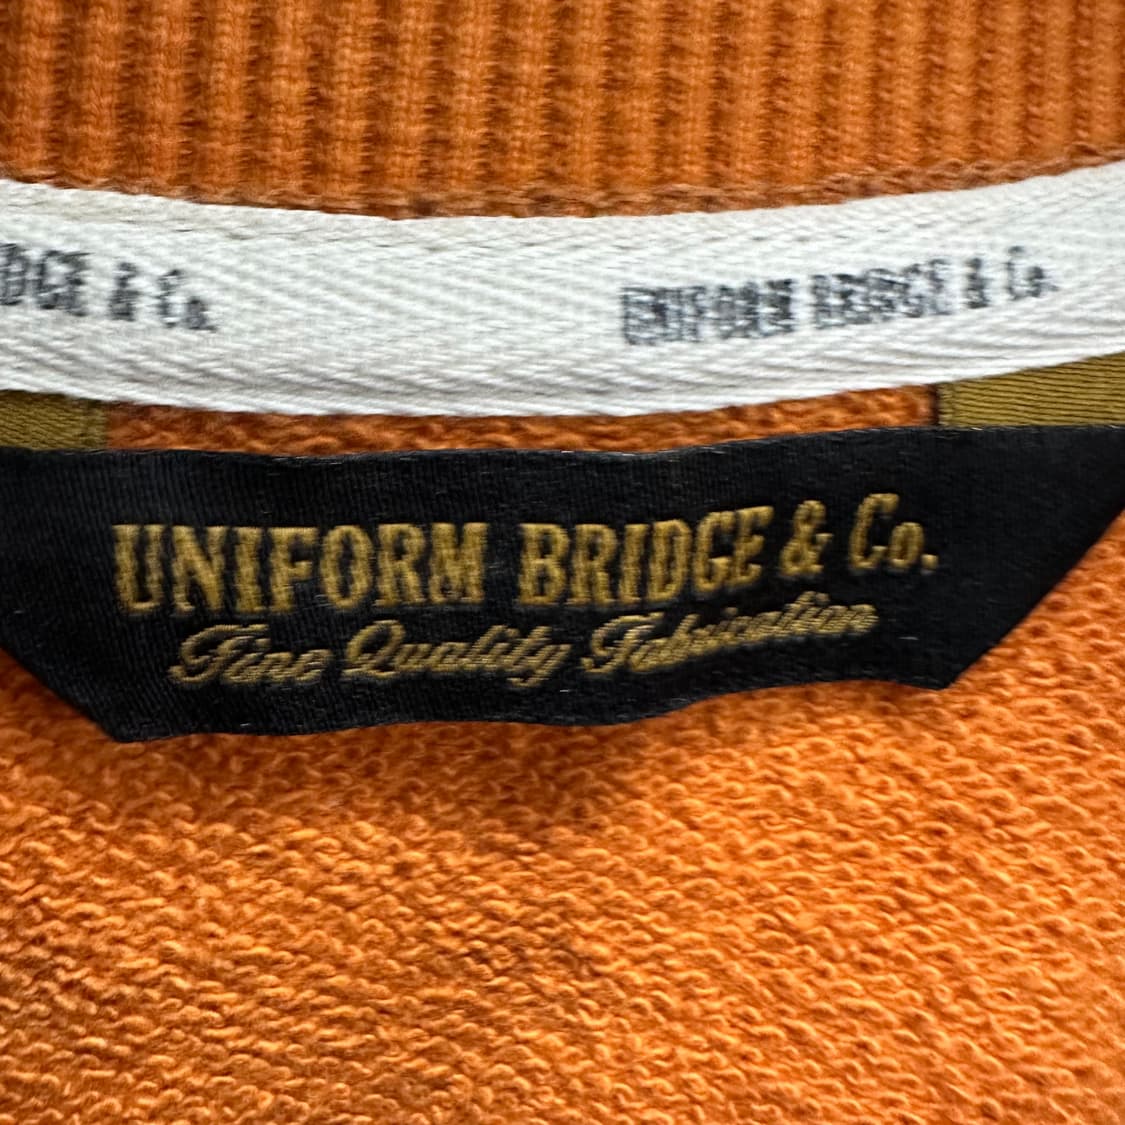 DGE & Co.
UNIFORM BRIDGE & Co.
UNIFORM BRIDGE & Co.
Fine Quality Fabrication